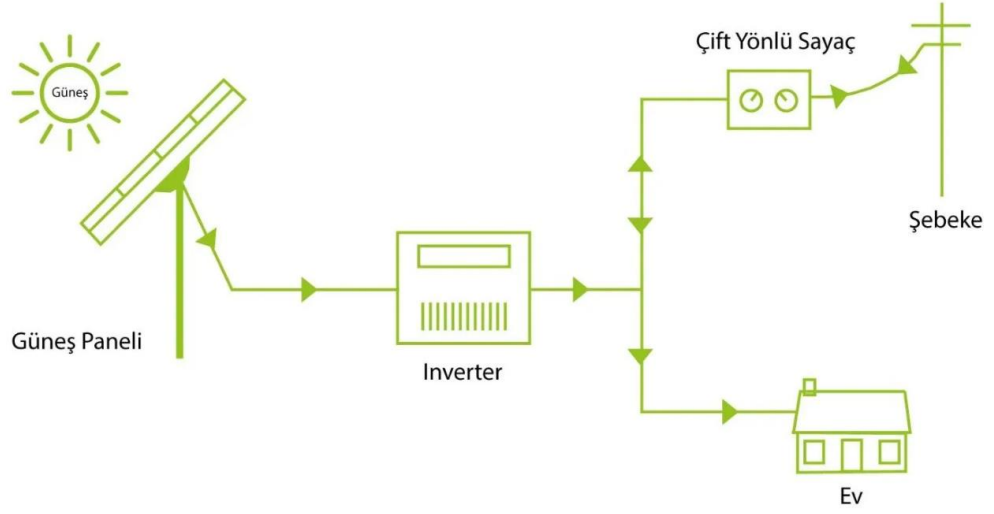 Güneş
Çift Yönlü Sayaç
Şebeke
Güneş Paneli
Inverter
Ev